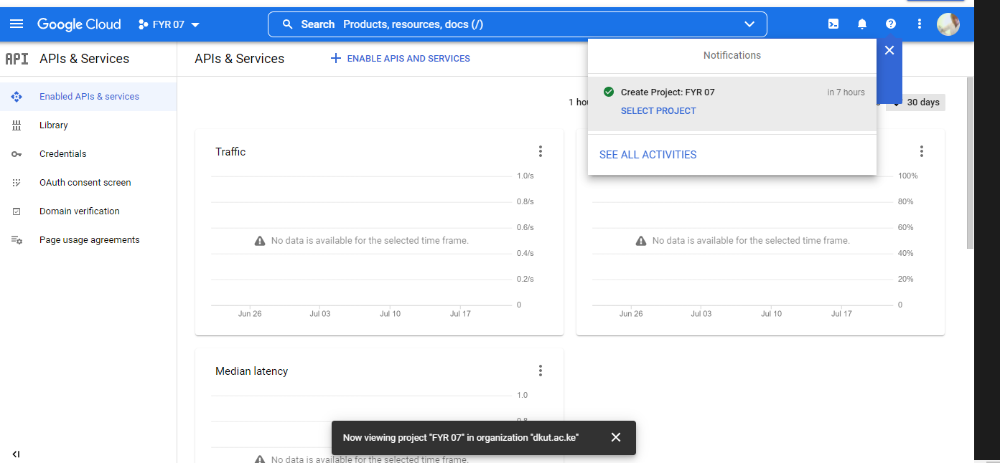 Google Cloud
FYR 07
Search Products, resources, docs (/)
API APIs & Services
Enabled APIs & services
Library
Credentials
OAuth consent screen
Domain verification
Page usage agreements
APIs & Services
ENABLE APIS AND SERVICES
Notifications
Create Project: FYR 07
in 7 hours
SELECT PROJECT
SEE ALL ACTIVITIES
1 hou
30 days
Traffic
1.0/s
0.8/s
0.6/s
No data is available for the selected time frame.
0.4/s
0.2/s
0
Jun 26 Jul 03 Jul 10 Jul 17
100%
80%
60%
No data is available for the selected time frame.
40%
20%
0
Jun 26 Jul 03 Jul 10 Jul 17
Median latency
1.0
0.8
No data is available for the selected time frame.
Now viewing project "FYR 07" in organization "dkut.ac.ke"